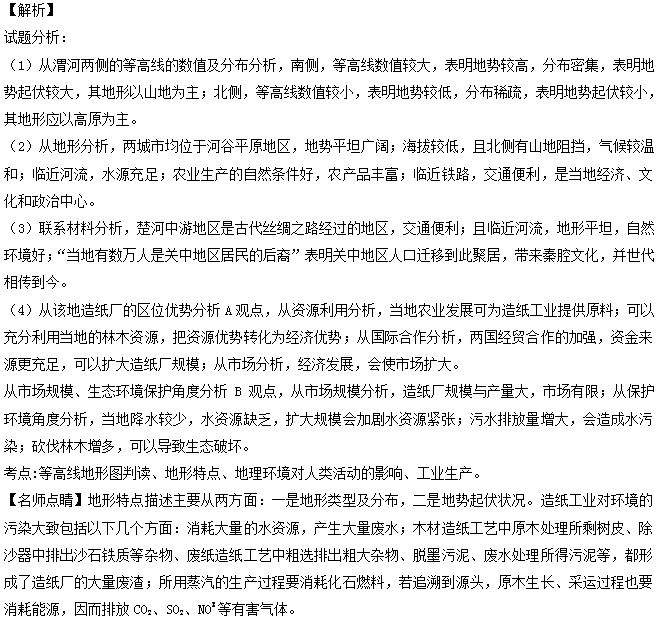 【解析】
试题分析：
（1）从渭河两侧的等高线的数值及分布分析，南侧，等高线数值较大，表明地势较高，分布密集，表明地
势起伏较大，其地形以山地为主；北侧，等高线数值较小，表明地势较低，分布稀疏，表明地势起伏较小，
其地形应以高原为主。
（2）从地形分析，两城市均位于河谷平原地区，地势平坦广阔；海拔较低，且北侧有山地阻挡，气候较温
和；临近河流，水源充足；农业生产的自然条件好，农产品丰富；临近铁路，交通便利，是当地经济、文
化和政治中心。
（3）联系材料分析，楚河中游地区是古代丝绸之路经过的地区，交通便利；且临近河流，地形平坦，自然
环境好；“当地有数万人是关中地区居民的后裔”表明关中地区人口迁移到此聚居，带来秦腔文化，并世代
相传到今。
（4）从该地造纸厂的区位优势分析 A 观点，从资源利用分析，当地农业发展可为造纸工业提供原料；可以
充分利用当地的林木资源，把资源优势转化为经济优势；从国际合作分析，两国经贸合作的加强，资金来
源更充足，可以扩大造纸厂规模；从市场分析，经济发展，会使市场扩大。
从市场规模、生态环境保护角度分析 B 观点，从市场规模分析，造纸厂规模与产量大，市场有限；从保护
环境角度分析，当地降水较少，水资源缺乏，扩大规模会加剧水资源紧张；污水排放量增大，会造成水污
染；砍伐林木增多，可以导致生态破坏。
考点:等高线地形图判读、地形特点、地理环境对人类活动的影响、工业生产。
【名师点睛】地形特点描述主要从两方面：一是地形类型及分布，二是地势起伏状况。造纸工业对环境的
污染大致包括以下几个方面：消耗大量的水资源，产生大量废水；木材造纸工艺中原木处理所剩树皮、除
沙器中排出沙石铁质等杂物、废纸造纸工艺中粗选排出粗大杂物、脱墨污泥、废水处理所得污泥等，都形
成了造纸厂的大量废渣；所用蒸汽的生产过程要消耗化石燃料，若追溯到源头，原木生长、采运过程也要
消耗能源，因而排放 CO₂、SO₂、NOˣ等有害气体。